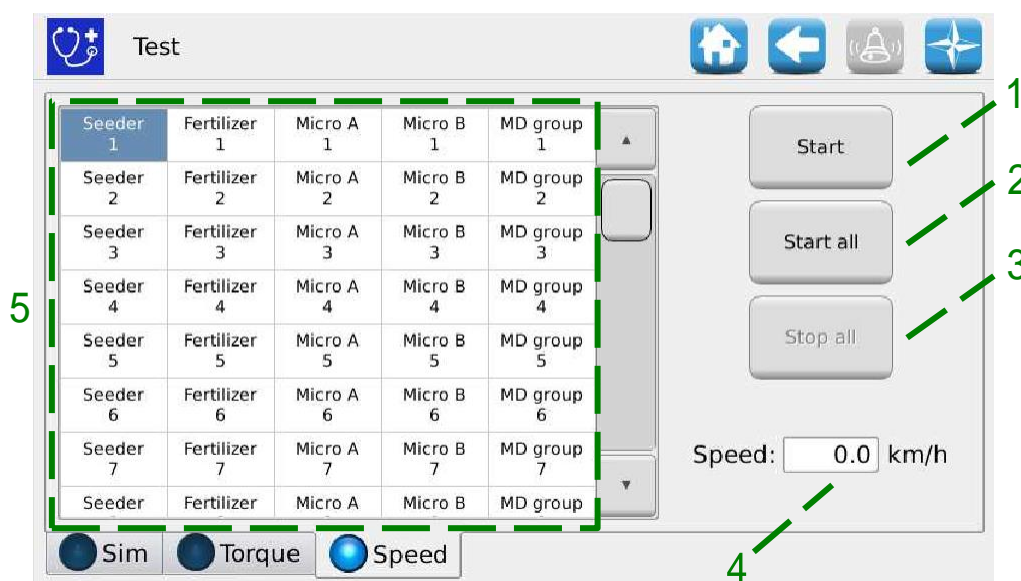 Test
Seeder Fertilizer Micro A Micro B MD group
1 1 1 1 1
Seeder Fertilizer Micro A Micro B MD group
2 2 2 2 2
Seeder Fertilizer Micro A Micro B MD group
3 3 3 3 3
Seeder Fertilizer Micro A Micro B MD group
4 4 4 4 4
Seeder Fertilizer Micro A Micro B MD group
5 5 5 5 5
Seeder Fertilizer Micro A Micro B MD group
6 6 6 6 6
Seeder Fertilizer Micro A Micro B MD group
7 7 7 7 7
Seeder Fertilizer Micro A Micro B MD group
Start
Start all
Stop all
Speed: 0.0 km/h
Sim Torque Speed
1
2
3
4
5